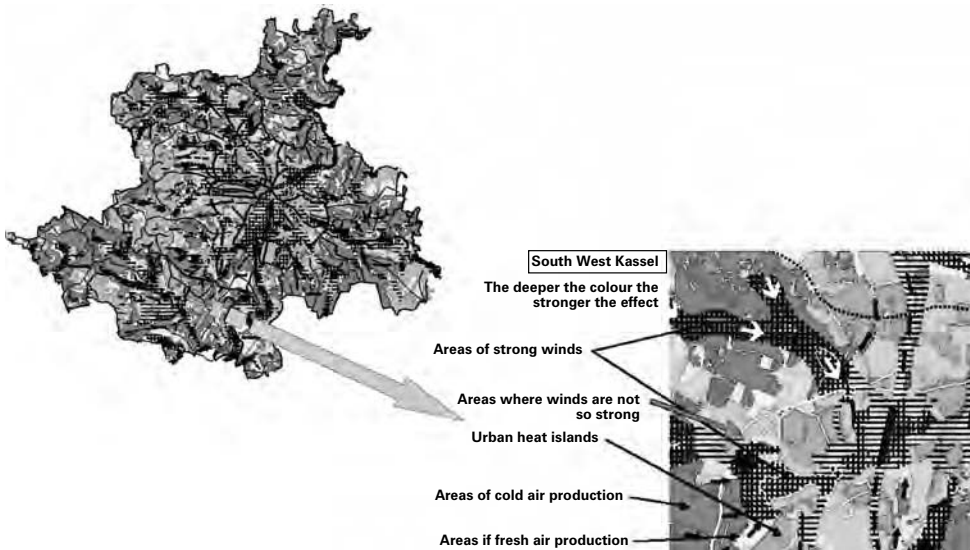 South West Kassel
The deeper the colour the
stronger the effect
Areas of strong winds
Areas where winds are not
so strong
Urban heat islands
Areas of cold air production
Areas if fresh air production